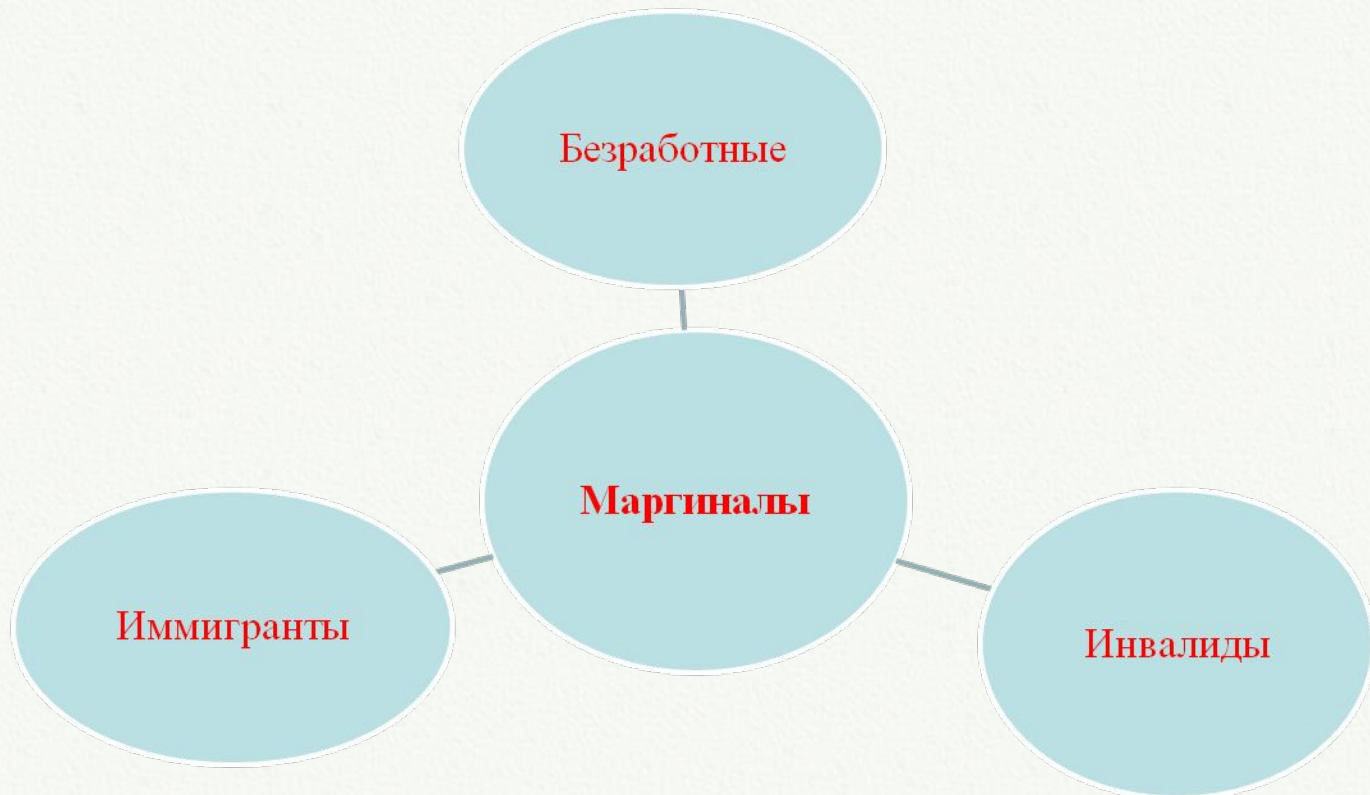 Безработные
Маргиналы
Иммигранты
Инвалиды